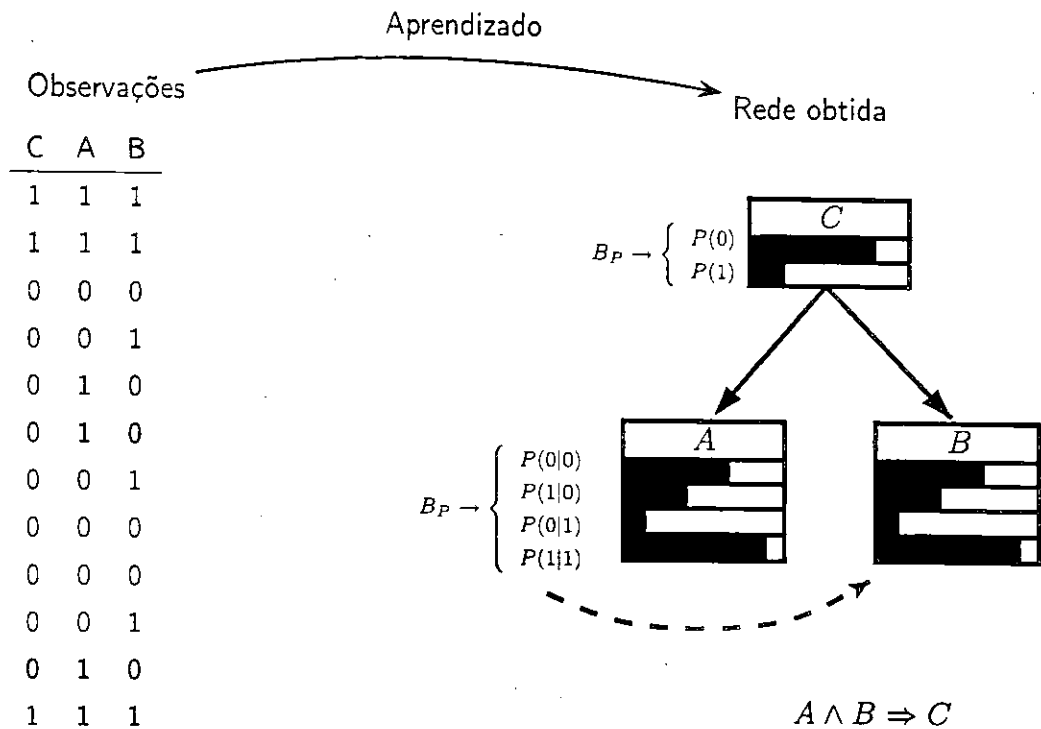 Aprendizado
Observações
Rede obtida
C A B
1 1 1
1 1 1
0 0 0
0 0 1
0 1 0
0 1 0
0 0 1
0 0 0
0 0 0
0 0 1
0 1 0
1 1 1
C
B_P → { P(0)
P(1)
A
B_P → { P(0|0)
P(1|0)
P(0|1)
P(1|1)
B
A ∧ B ⇒ C